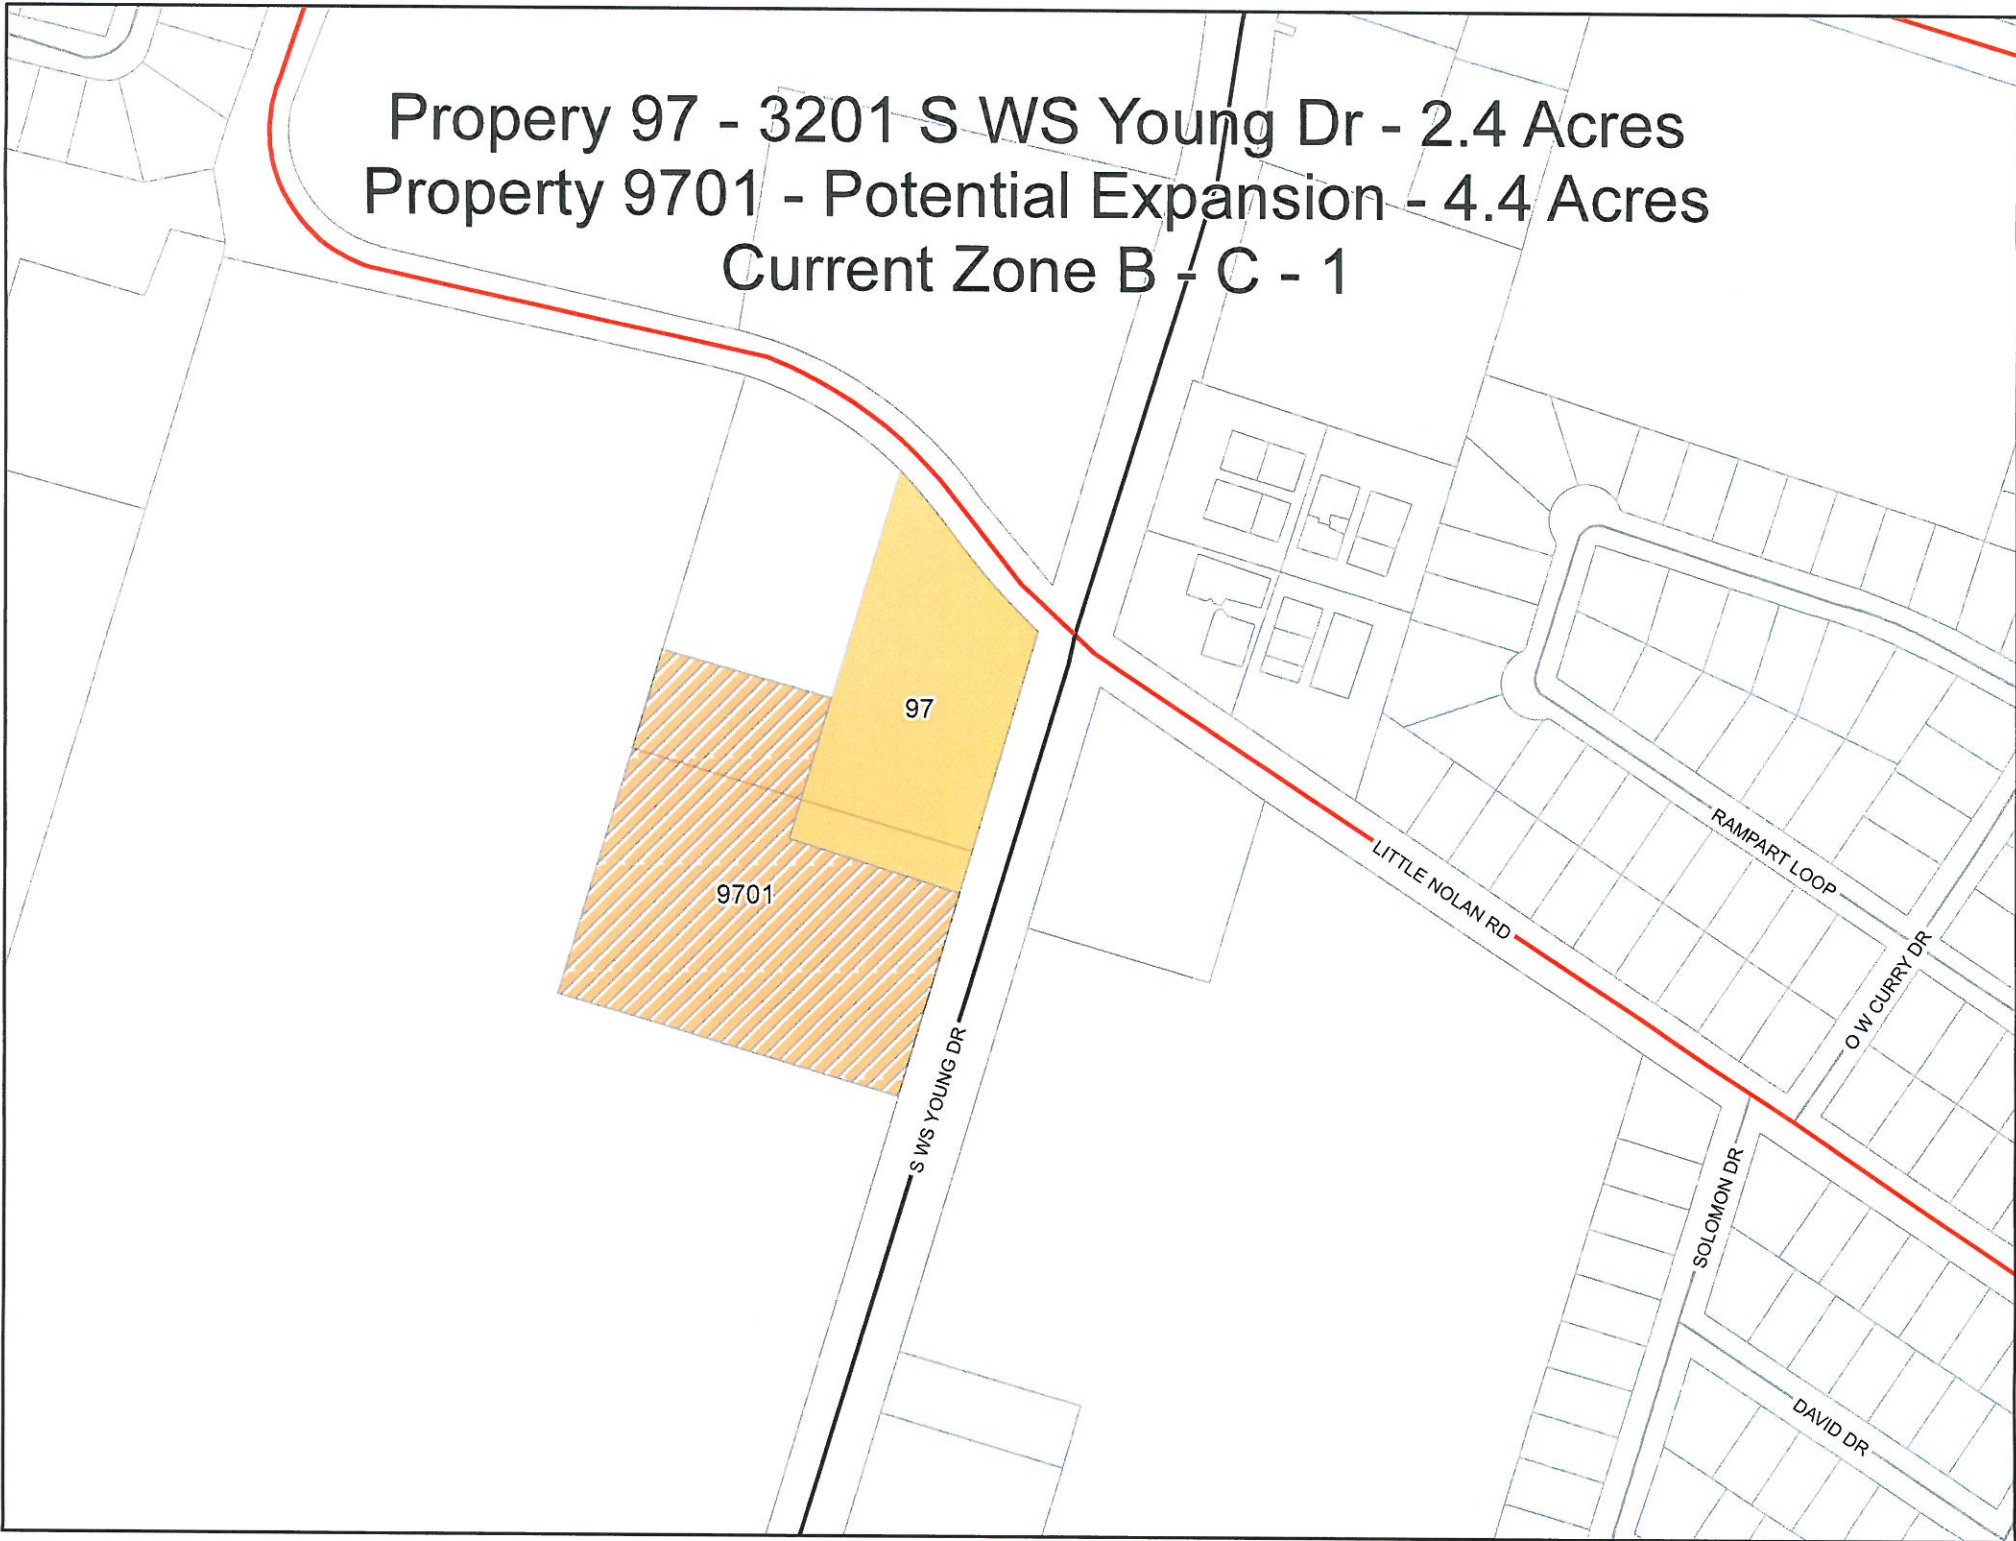 Propery 97 - 3201 S WS Young Dr - 2.4 Acres
Property 9701 - Potential Expansion - 4.4 Acres
Current Zone B - C - 1
97
9701
S WS YOUNG DR
LITTLE NOLAN RD
RAMPART LOOP
O W CURRY DR
SOLOMON DR
DAVID DR